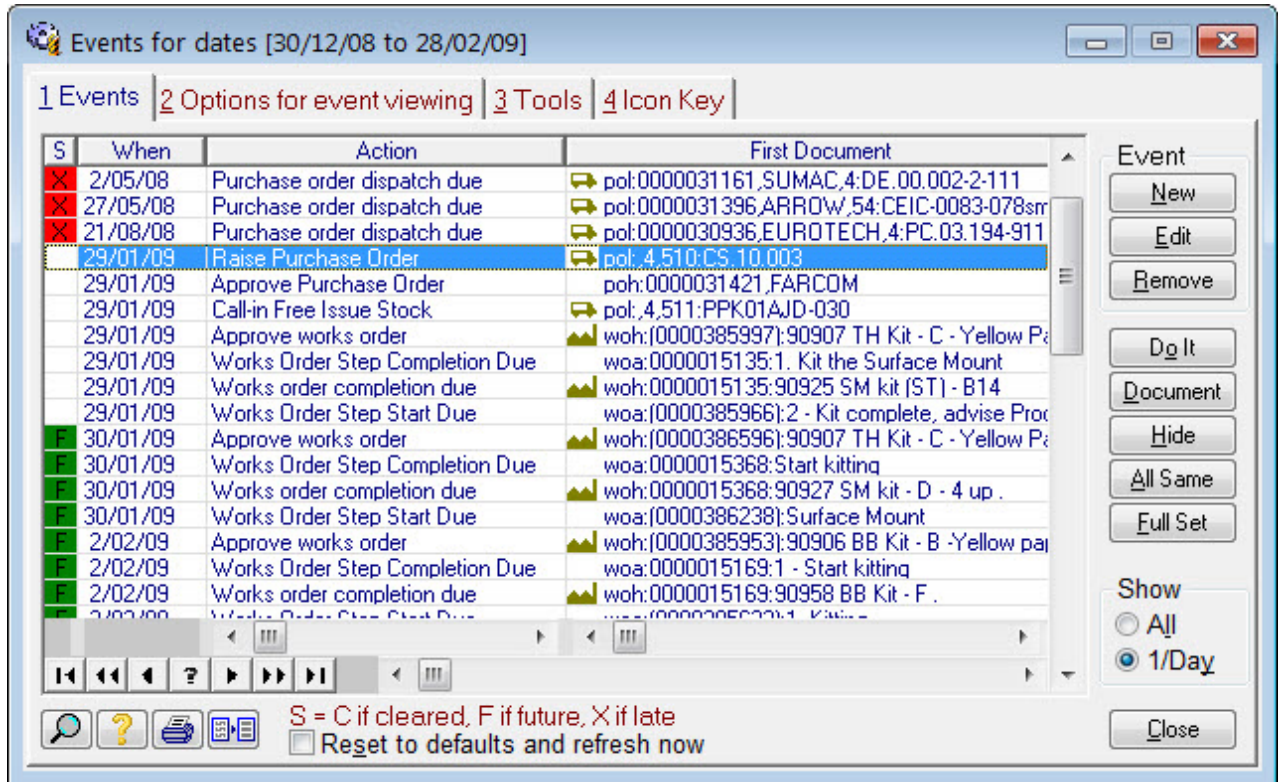 Events for dates [30/12/08 to 28/02/09]
1 Events 2 Options for event viewing 3 Tools 4 Icon Key
S When Action First Document
X 2/05/08 Purchase order dispatch due pol:0000031161,SUMAC,4:DE.00.002-2-111
X 27/05/08 Purchase order dispatch due pol:0000031396,ARROW,54:CEIC-0083-078sm
X 21/08/08 Purchase order dispatch due pol:0000030936,EUROTECH,4:PC.03.194-911
29/01/09 Raise Purchase Order pol:,4,510:CS.10.003
29/01/09 Approve Purchase Order poh:0000031421,FARCOM
29/01/09 Call-in Free Issue Stock pol:,4,511:PPK01AJD-030
29/01/09 Approve works order woh:(0000385997):90907 TH Kit - C - Yellow Pa
29/01/09 Works Order Step Completion Due woa:0000015135:1. Kit the Surface Mount
29/01/09 Works order completion due woh:0000015135:90925 SM kit (ST) - B14
29/01/09 Works Order Step Start Due woa:(0000385966):2 - Kit complete, advise Proc
F 30/01/09 Approve works order woh:(0000386596):90907 TH Kit - C - Yellow Pa
F 30/01/09 Works Order Step Completion Due woa:0000015368:Start kitting
F 30/01/09 Works order completion due woh:0000015368:90927 SM kit - D - 4 up .
F 30/01/09 Works Order Step Start Due woa:(0000386238):Surface Mount
F 2/02/09 Approve works order woh:(0000385953):90906 BB Kit - B -Yellow pap
F 2/02/09 Works Order Step Completion Due woa:0000015169:1 - Start kitting
F 2/02/09 Works order completion due woh:0000015169:90958 BB Kit - F .
Event
New
Edit
Remove
Do It
Document
Hide
All Same
Full Set
Show
All
1/Day
?
?
S = C if cleared, F if future, X if late
Reset to defaults and refresh now
Close